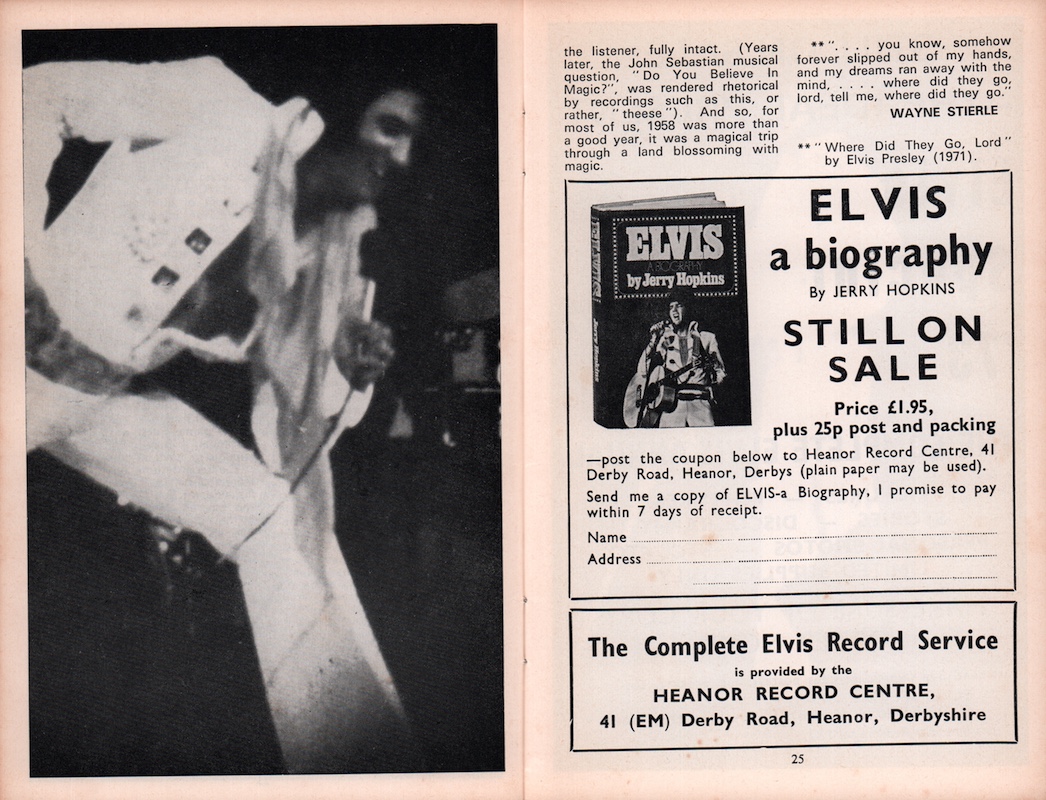 the listener, fully intact. (Years
later, the John Sebastian musical
question, "Do You Believe In
Magic?", was rendered rhetorical
by recordings such as this, or
rather, "theese"). And so, for
most of us, 1958 was more than
a good year, it was a magical trip
through a land blossoming with
magic.
**". . . . you know, somehow
forever slipped out of my hands,
and my dreams ran away with the
mind, . . . . where did they go,
lord, tell me, where did they go."
WAYNE STIERLE
** "Where Did They Go, Lord"
by Elvis Presley (1971).
ELVIS
A BIOGRAPHY
by Jerry Hopkins
ELVIS
Jerry Hopkins
ELVIS
a biography
By JERRY HOPKINS
STILL ON
SALE
Price £1.95,
plus 25p post and packing
—post the coupon below to Heanor Record Centre, 41
Derby Road, Heanor, Derbys (plain paper may be used).
Send me a copy of ELVIS-a Biography, I promise to pay
within 7 days of receipt.
Name
Address
The Complete Elvis Record Service
is provided by the
HEANOR RECORD CENTRE,
41 (EM) Derby Road, Heanor, Derbyshire
25